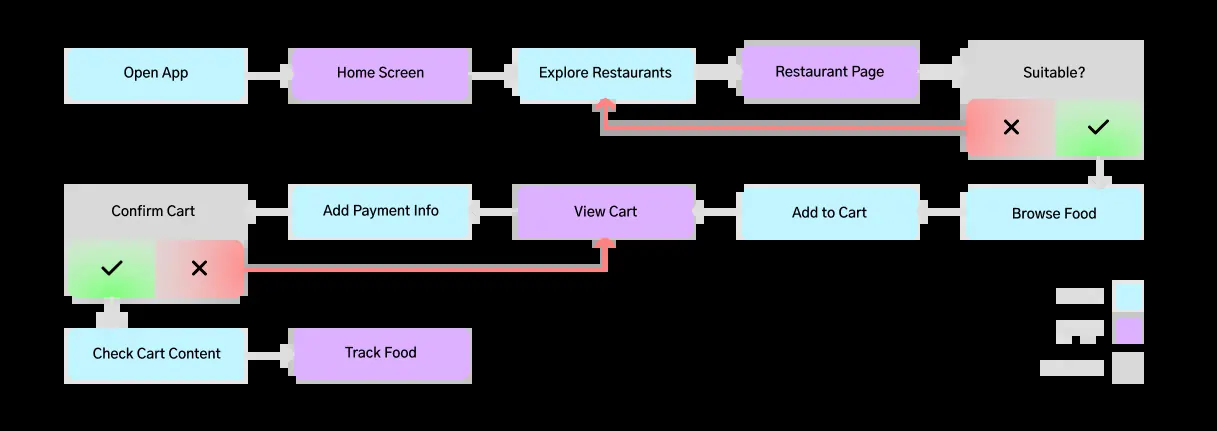 Open App
Home Screen
Explore Restaurants
Restaurant Page
Suitable?
Confirm Cart
Add Payment Info
View Cart
Add to Cart
Browse Food
Check Cart Content
Track Food